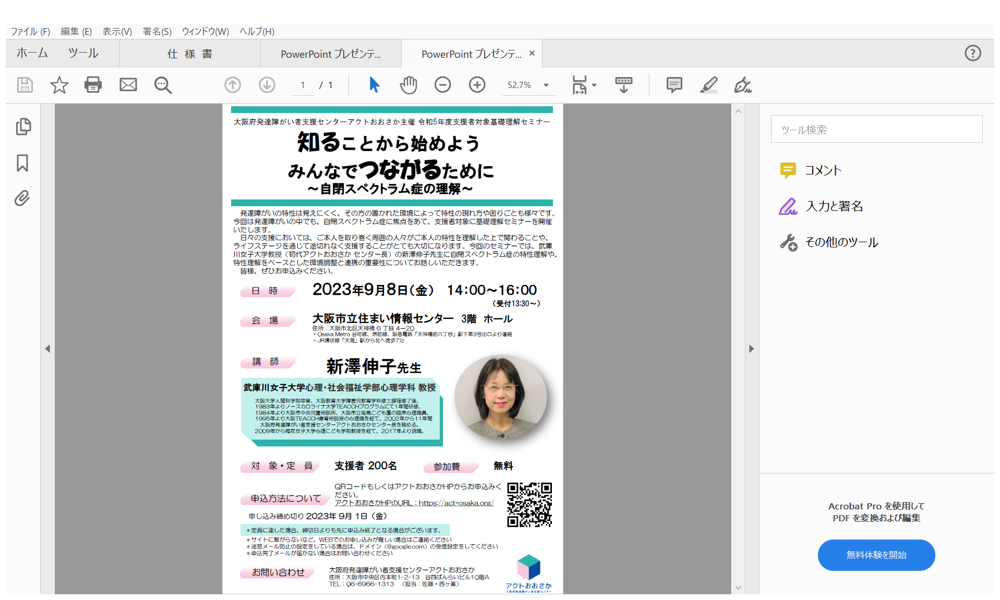 ファイル (F) 編集 (E) 表示(V) 署名(S) ウィンドウ(W) ヘルプ(H)
ホーム ツール 仕 様 書 PowerPoint プレゼンテ... PowerPoint プレゼンテ... ×
1 / 1 52.7%
大阪府発達障がい者支援センターアクトおおさか主催 令和5年度支援者対象基礎理解セミナー
知ることから始めよう
みんなでつながるために
～自閉スペクトラム症の理解～
発達障がいの特性は見えにくく、その方の置かれた環境によって特性の現れ方や困りごとも様々です。
今回は発達障がいの中でも、自閉スペクトラム症に焦点をあて、支援者対象に基礎理解セミナーを開催
いたします。
日々の支援においては、ご本人を取り巻く周囲の人々がご本人の特性を理解した上で関わることや、
ライフステージを通じて途切れなく支援することがとても大切になります。今回のセミナーでは、武庫
川女子大学教授（初代アクトおおさか センター長）の新澤伸子先生に自閉スペクトラム症の特性理解や、
特性理解をベースとした環境調整と連携の重要性についてお話しいただきます。
皆様、ぜひお申込みください。
日 時 2023年9月8日（金） 14：00～16：00
（受付13:30～）
会 場 大阪市立住まい情報センター 3階 ホール
住所：大阪市北区天神橋 6 丁目 4－20
・Osaka Metro 谷町線、堺筋線、阪急電鉄「天神橋筋六丁目」駅下車3号出口より連絡
・JR環状線「天満」駅から北へ徒歩7分
講 師 新澤伸子先生
武庫川女子大学心理・社会福祉学部心理学科 教授
大阪大学人間科学部卒業、大阪教育大学障害児教育学科修士課程修了後、
1983年よりノースカロライナ大学TEACCHプログラムにて1年間研修。
1984年より大阪市中央児童相談所、大阪市立姫島こども園の臨床心理職員、
1995年より大阪TEACCH療育相談室の心理職を経て、2002年から11年間
大阪府発達障がい者支援センターアクトおおさかセンター長を務める。
2009年から梅花女子大学心理こども学部教授を経て、2017年より現職。
対 象・定 員 支援者 200名 参加費 無料
申込方法について
QRコードもしくはアクトおおさかHPからお申込みく
ださい。
アクトおおさかHPのURL：https://act-osaka.org/
申し込み締め切り 2023年 9月 1日（金）
＊定員に達した場合、締切日よりも先に申込み終了となる場合がございます。
＊サイトに繋がらないなど、WEBでのお申し込みが難しい場合はご連絡ください
＊迷惑メール防止の設定をしている場合は、ドメイン（@google.com）の受信設定をしてください
＊申込完了メールが届かない場合はお問い合わせください
お問い合わせ
大阪府発達障がい者支援センターアクトおおさか
住所：大阪市中央区内本町1-2-13 谷四ばんらいビル10階A
TEL：06-6966-1313 （担当：佐藤・西ヶ峯）
アクトおおさか
大阪府発達障がい者支援センター
ツール検索
コメント
入力と署名
その他のツール
Acrobat Pro を使用して
PDF を変換および編集
無料体験を開始